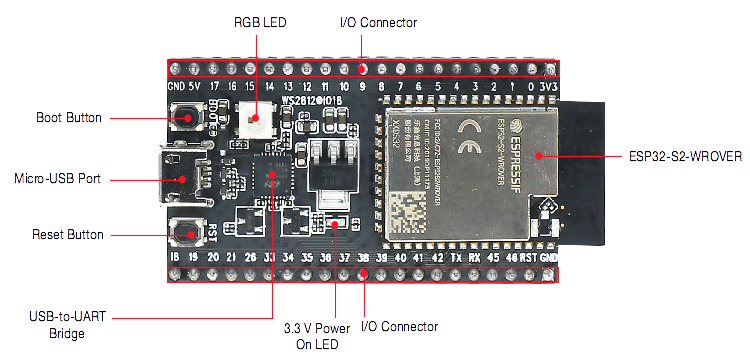 RGB LED
I/O Connector
GND 5V 17 16 15 14 13 12 11 10 9 8 7 6 5 4 3 2 1 0 3V3
WS2812 IO18
BOOT
Boot Button
Micro-USB Port
Reset Button
RST
ESPRESSIF
ESP32-S2-WROVER
ESP32-S2-WROVER
18 19 20 21 26 33 34 35 36 37 38 39 40 41 42 TX RX 45 46 RST GND
USB-to-UART
Bridge
3.3 V Power
On LED
I/O Connector